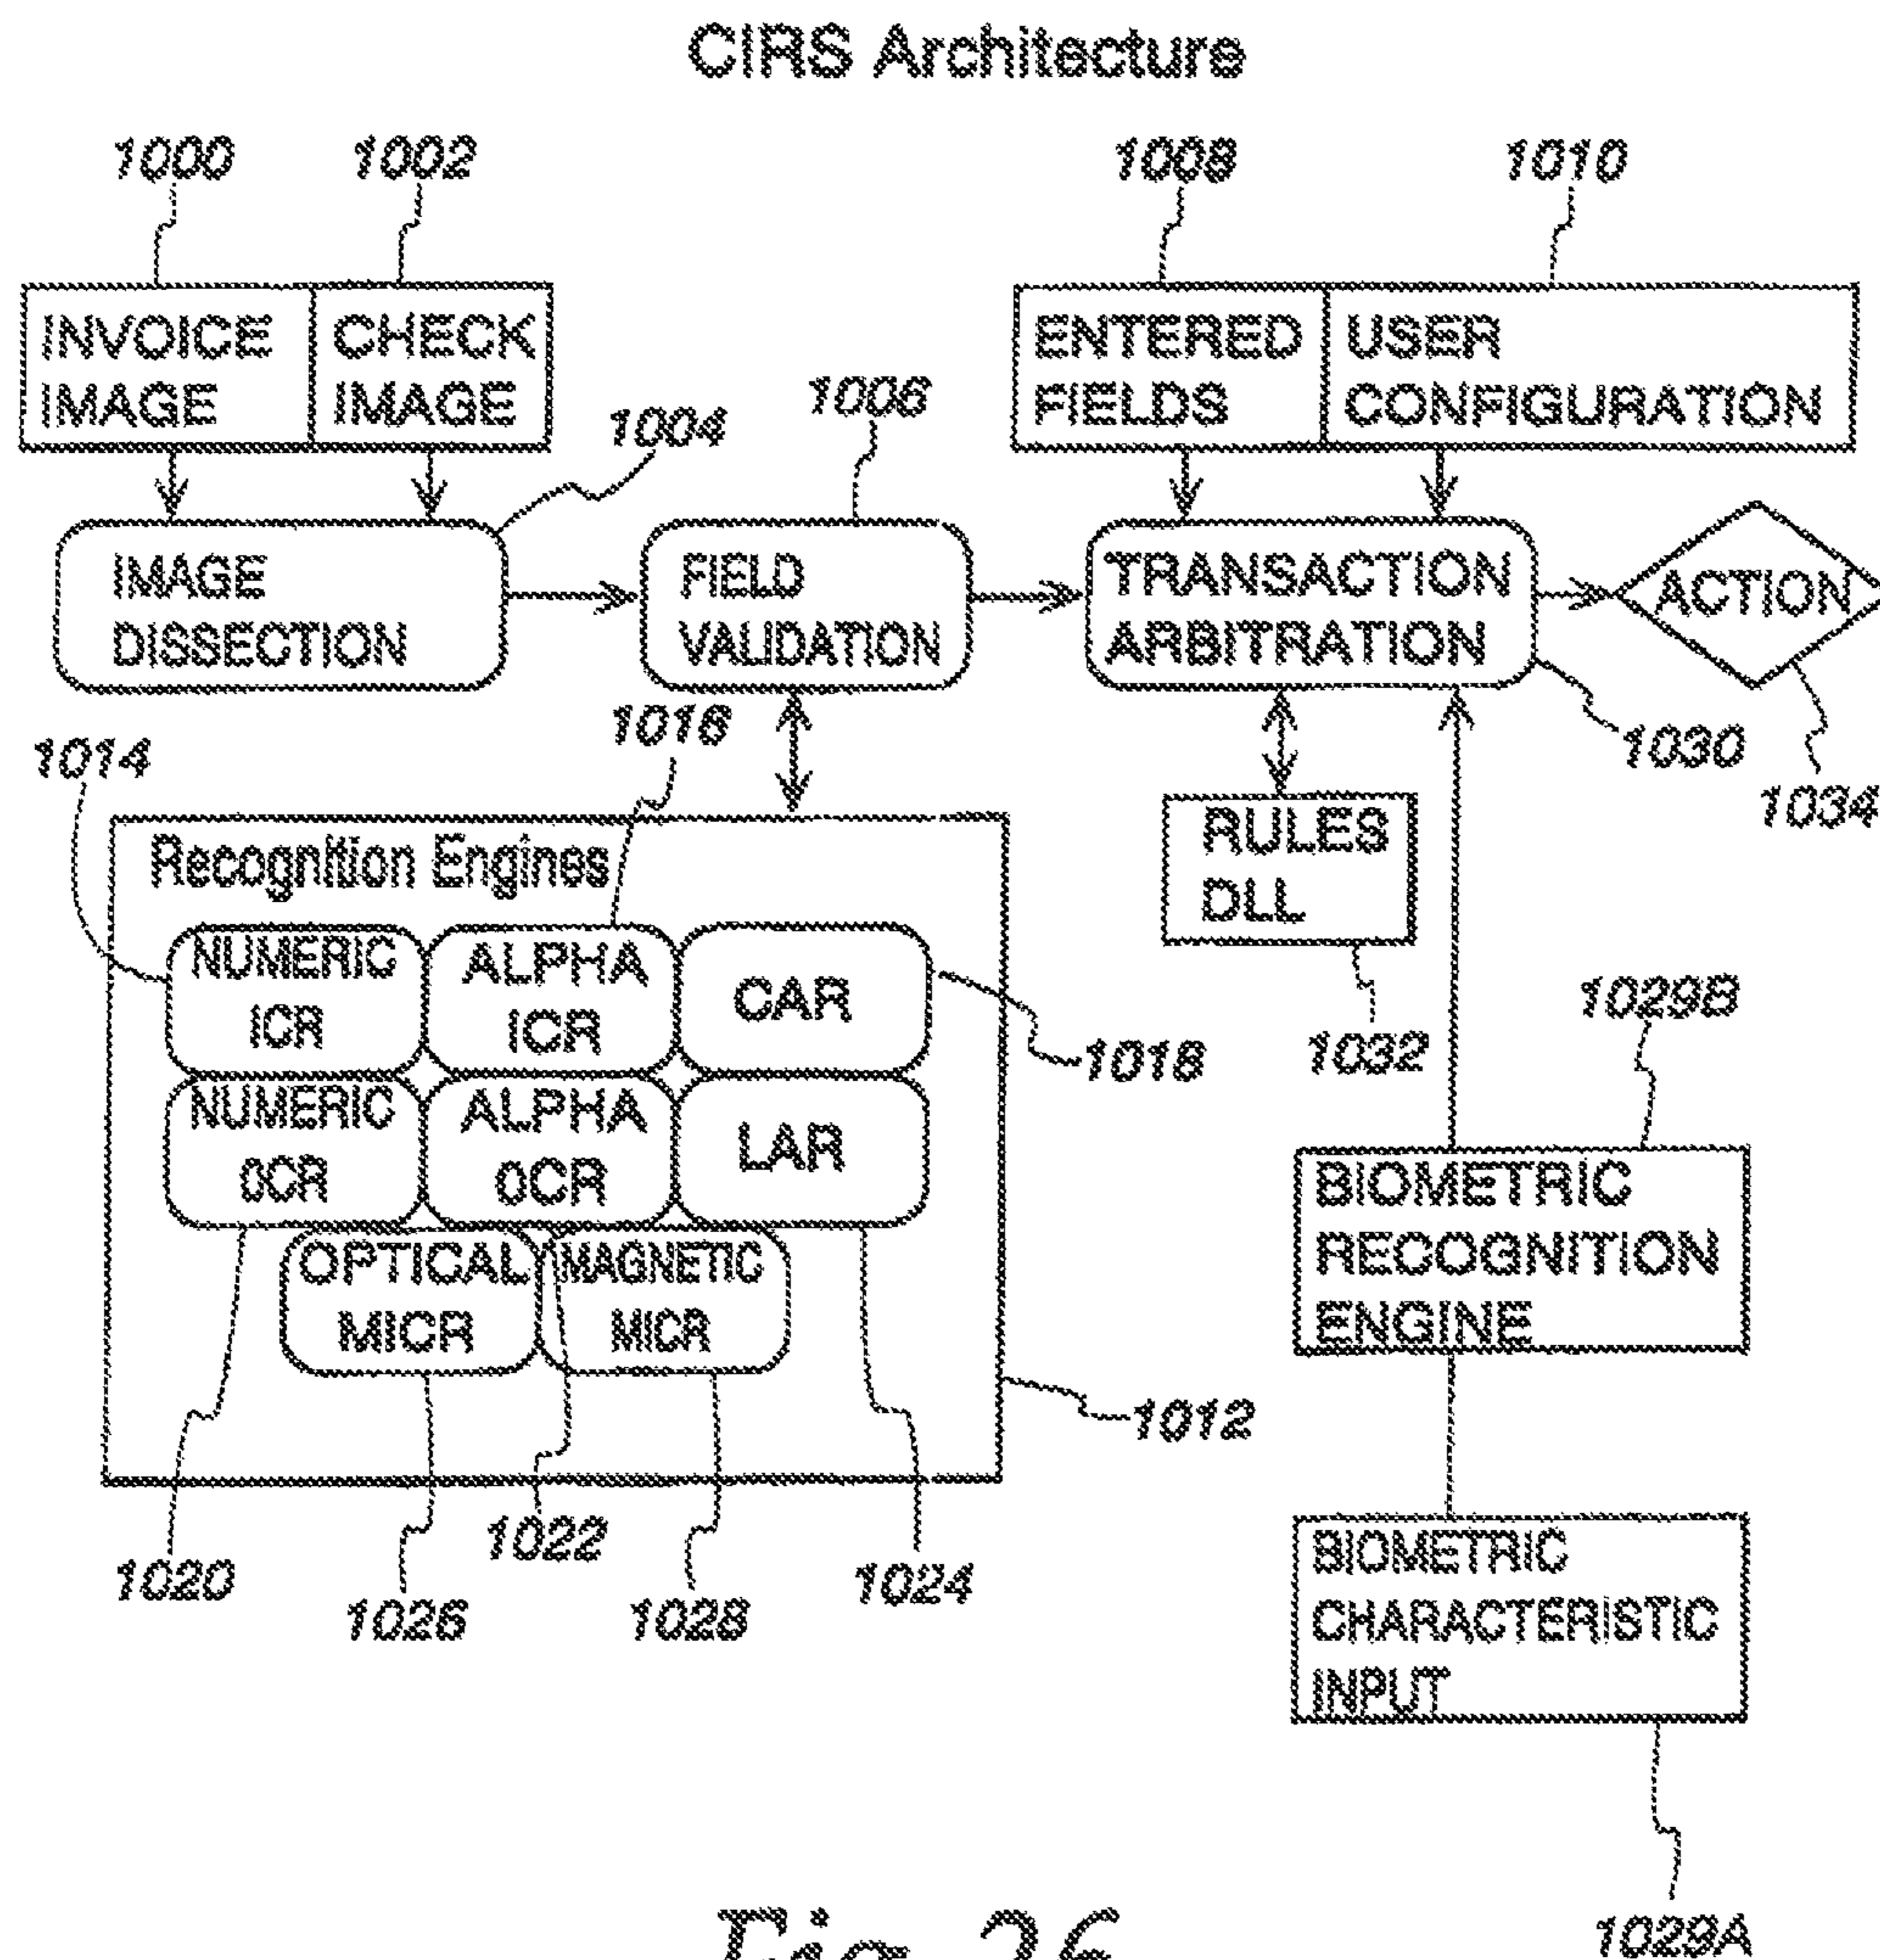 CIRS Architecture
1000
1002
1008
1010
INVOICE
IMAGE
CHECK
IMAGE
1004
1006
ENTERED
FIELDS
USER
CONFIGURATION
IMAGE
DISSECTION
FIELD
VALIDATION
TRANSACTION
ARBITRATION
ACTION
1014
1016
1030
1034
Recognition Engines
RULES
DLL
NUMERIC
ICR
ALPHA
ICR
CAR
1018
1032
1029B
NUMERIC
OCR
ALPHA
OCR
LAR
OPTICAL
MICR
MAGNETIC
MICR
BIOMETRIC
RECOGNITION
ENGINE
1012
1020
1026
1022
1028
1024
BIOMETRIC
CHARACTERISTIC
INPUT
1029A
Fig. 26